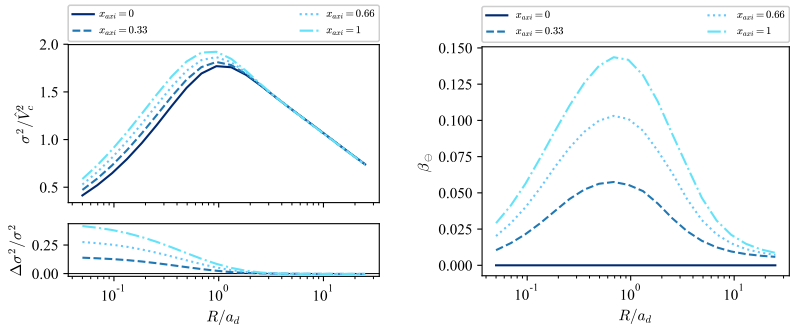 x_axi = 0
x_axi = 0.66
x_axi = 0.33
x_axi = 1
2.0
1.5
1.0
0.5
σ²/V̂_c²
0.25
0.00
Δσ²/σ²
10⁻¹ 10⁰ 10¹
R/a_d
x_axi = 0
x_axi = 0.66
x_axi = 0.33
x_axi = 1
0.150
0.125
0.100
0.075
0.050
0.025
0.000
β_⊖
10⁻¹ 10⁰ 10¹
R/a_d